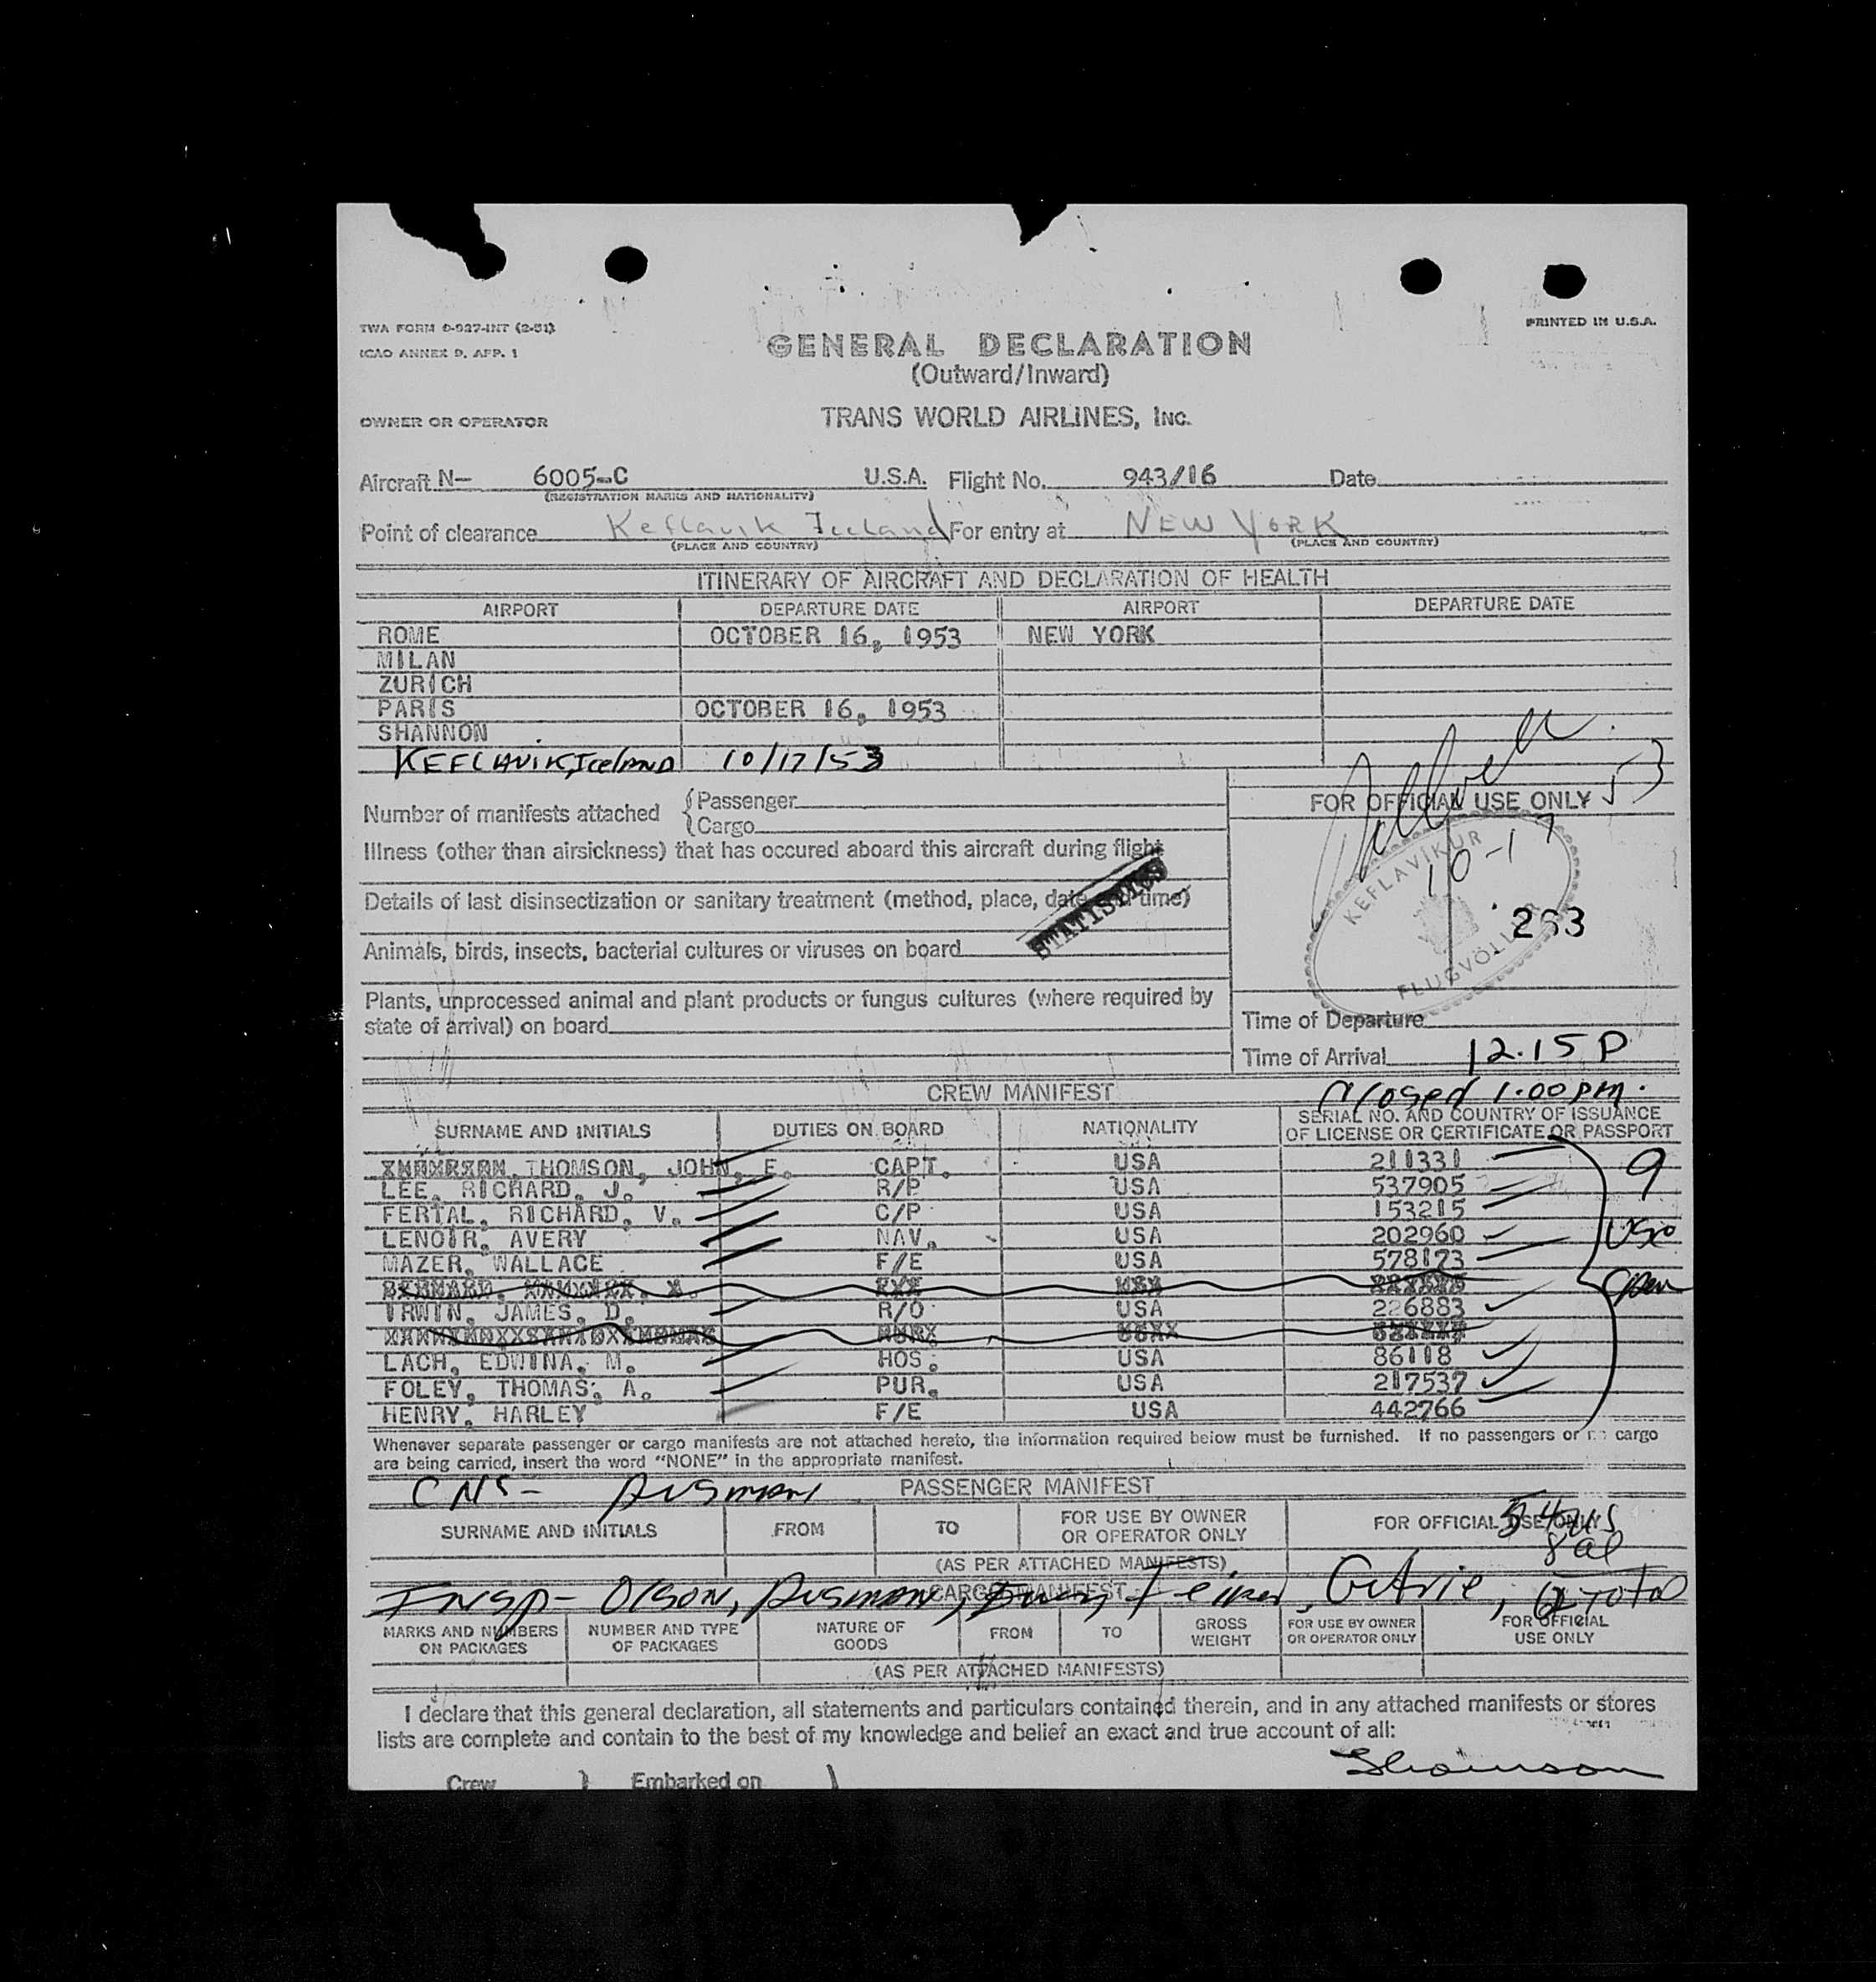 TWA FORM 0-927-INT (2-51)
PRINTED IN U.S.A.
ICAO ANNEX 9, APP. 1
GENERAL DECLARATION
(Outward/Inward)
OWNER OR OPERATOR TRANS WORLD AIRLINES, INC.
Aircraft N- 6005-C U.S.A. Flight No. 943/16 Date
(REGISTRATION MARKS AND NATIONALITY)
Point of clearance Keflavik Iceland For entry at NEW YORK
(PLACE AND COUNTRY) (PLACE AND COUNTRY)
ITINERARY OF AIRCRAFT AND DECLARATION OF HEALTH
AIRPORT DEPARTURE DATE AIRPORT DEPARTURE DATE
ROME OCTOBER 16, 1953 NEW YORK
MILAN
ZURICH
PARIS OCTOBER 16, 1953
SHANNON
KEFLAVIK, Iceland 10/17/53
Number of manifests attached {Passenger
{Cargo
FOR OFFICIAL USE ONLY 53
10-17
KEFLAVIKUR
FLUGVÖLLUR
263
Illness (other than airsickness) that has occured aboard this aircraft during flight
Details of last disinsectization or sanitary treatment (method, place, date and time)
STATISTICS
Animals, birds, insects, bacterial cultures or viruses on board
Plants, unprocessed animal and plant products or fungus cultures (where required by
state of arrival) on board
Time of Departure
Time of Arrival 12.15 P
closed 1:00 pm.
CREW MANIFEST
SURNAME AND INITIALS DUTIES ON BOARD NATIONALITY SERIAL NO. AND COUNTRY OF ISSUANCE
OF LICENSE OR CERTIFICATE OR PASSPORT
THOMSON, JOHN, E. CAPT. USA 211331
LEE, RICHARD, J. R/P USA 537905
FERTAL, RICHARD, V. C/P USA 153215
LENOIR, AVERY NAV. USA 202960
MAZER, WALLACE F/E USA 578173
IRWIN, JAMES, D. R/O USA 226883
LACH, EDWINA, M. HOS. USA 86118
FOLEY, THOMAS, A. PUR. USA 217537
HENRY, HARLEY F/E USA 442766
9
Whenever separate passenger or cargo manifests are not attached hereto, the information required below must be furnished. If no passengers or no cargo
are being carried, insert the word "NONE" in the appropriate manifest.
PASSENGER MANIFEST
SURNAME AND INITIALS FROM TO FOR USE BY OWNER
OR OPERATOR ONLY
FOR OFFICIAL USE ONLY
8 al
(AS PER ATTACHED MANIFESTS)
CARGO MANIFEST
INSP- Olson, 62 Total
MARKS AND NUMBERS
ON PACKAGES
NUMBER AND TYPE
OF PACKAGES
NATURE OF
GOODS
FROM TO GROSS
WEIGHT
FOR USE BY OWNER
OR OPERATOR ONLY
FOR OFFICIAL
USE ONLY
(AS PER ATTACHED MANIFESTS)
I declare that this general declaration, all statements and particulars contained therein, and in any attached manifests or stores
lists are complete and contain to the best of my knowledge and belief an exact and true account of all:
Thomson
Crew } Embarked on )